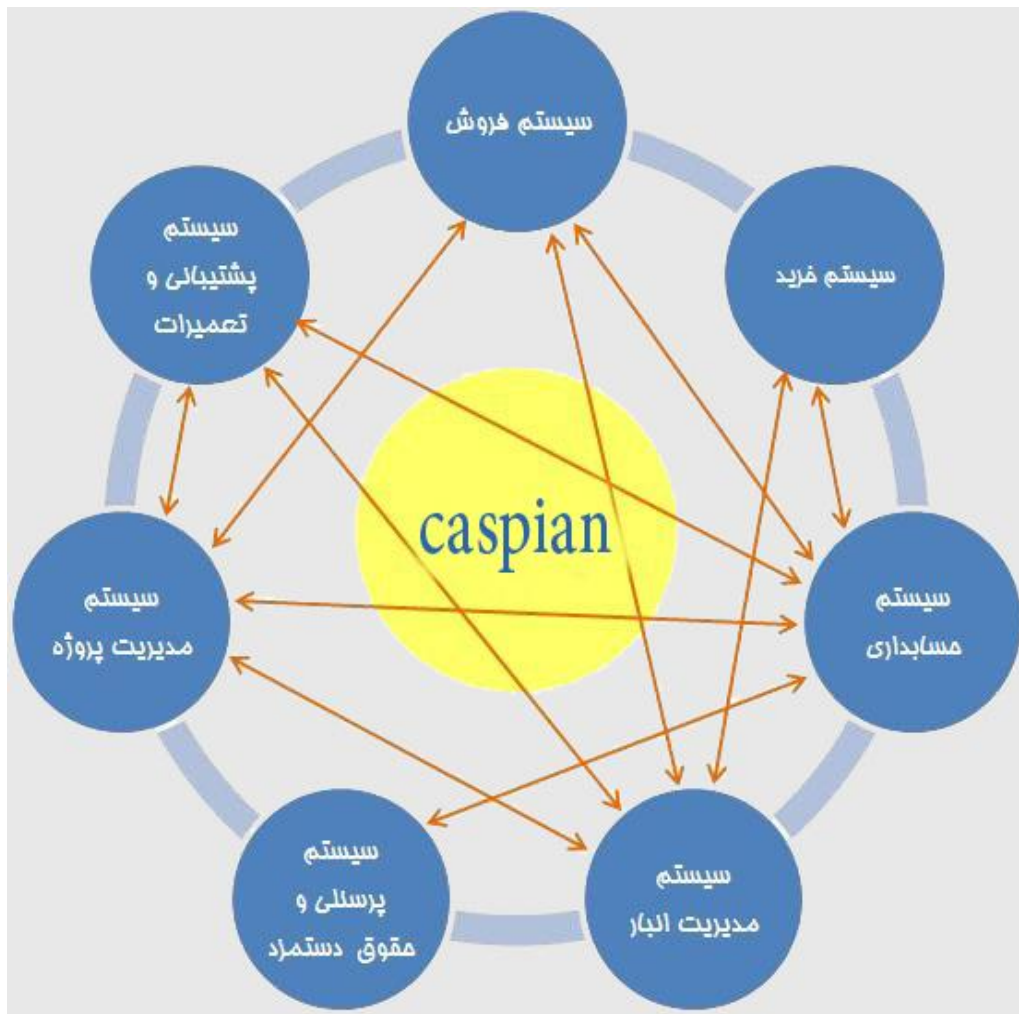 سیستم فروش
سیستم خرید
سیستم
حسابداری
سیستم
مدیریت انبار
سیستم
پرسنلی و
حقوق دستمزد
سیستم
مدیریت پروژه
سیستم
پشتیبانی و
تعمیرات
caspian